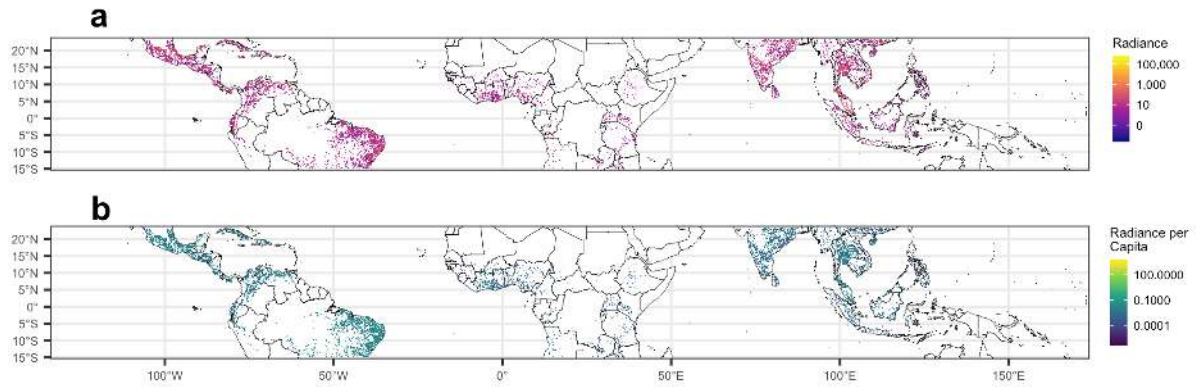 a
20°N
15°N
10°N
5°N
0°
5°S
10°S
15°S
Radiance
100,000
1.000
10
0
b
20°N
15°N
10°N
5°N
0°
5°S
10°S
15°S
100°W
50°W
0°
50°E
100°E
150°E
Radiance per
Capita
100.0000
0.1000
0.0001